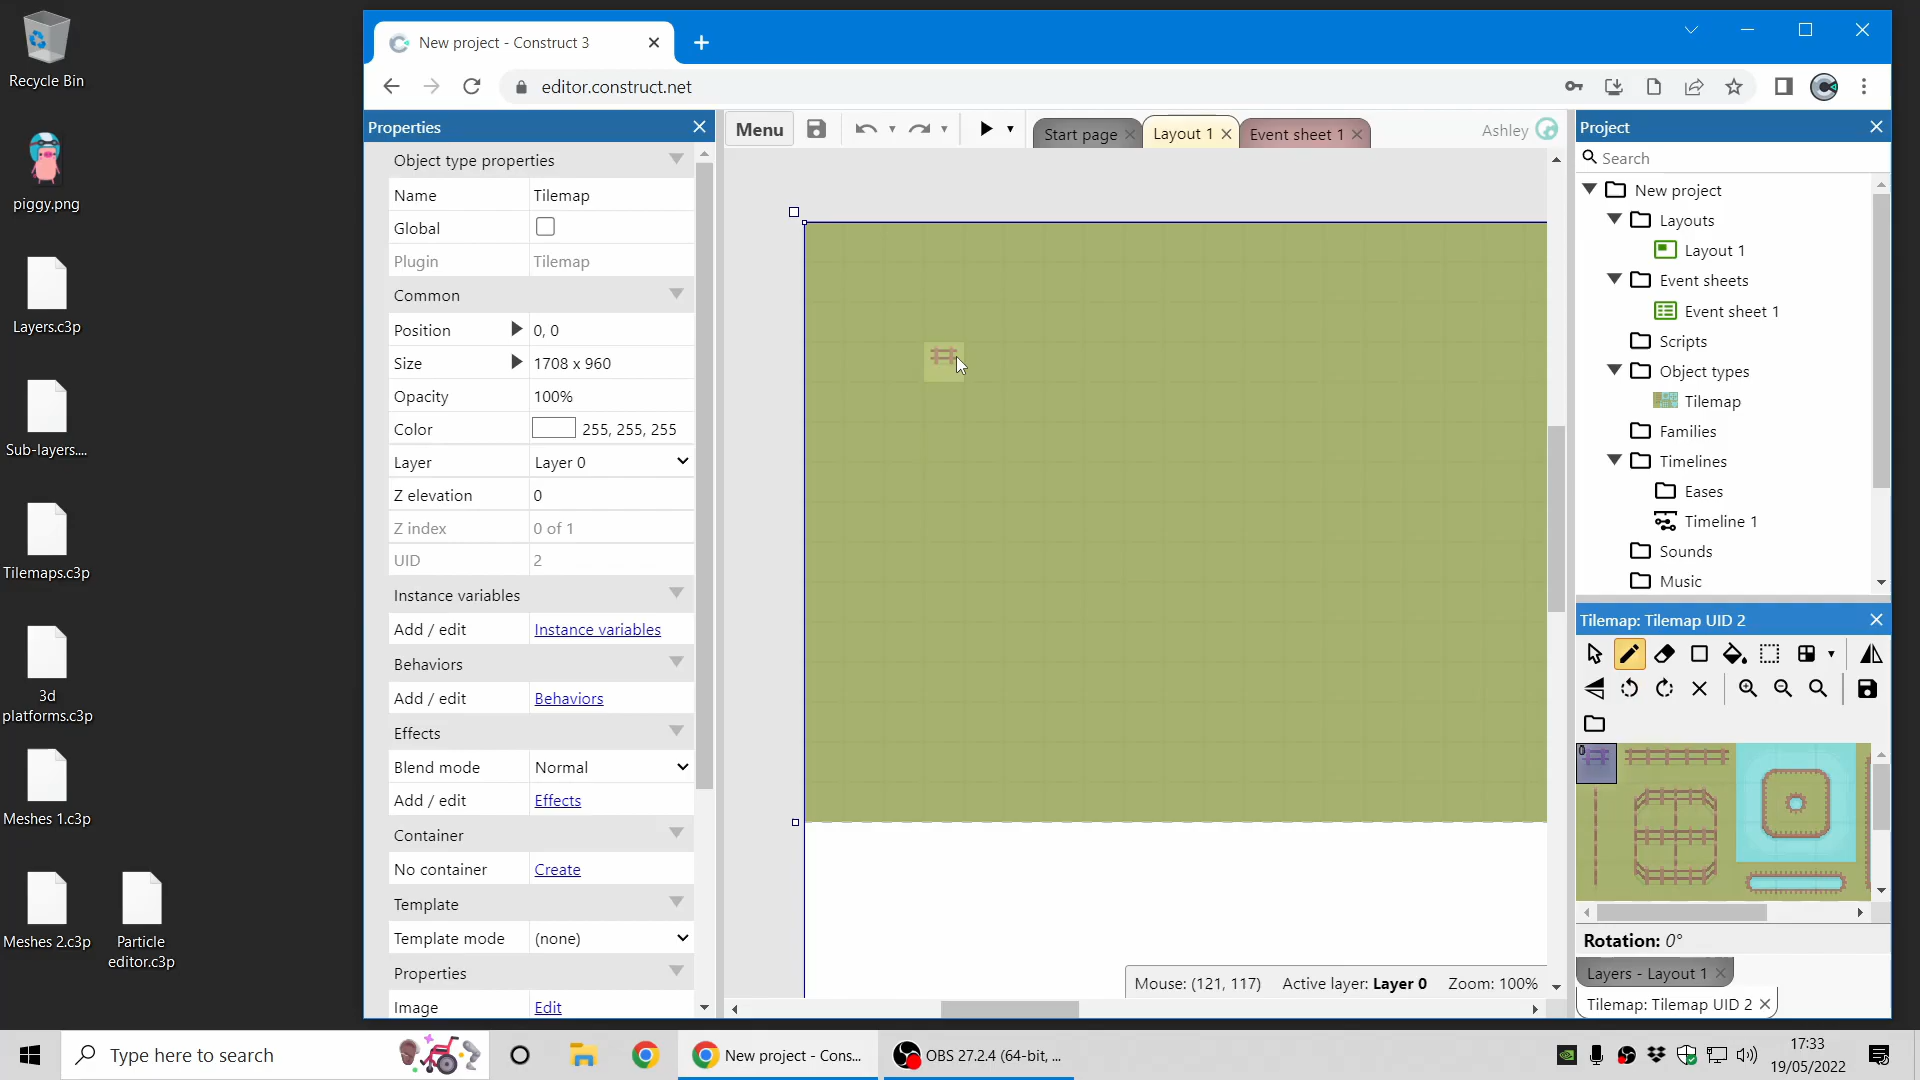 Recycle Bin
piggy.png
Layers.c3p
Sub-layers....
Tilemaps.c3p
3d
platforms.c3p
Meshes 1.c3p
Meshes 2.c3p
Particle
editor.c3p
New project - Construct 3
editor.construct.net
Properties
Object type properties
Name Tilemap
Global
Plugin Tilemap
Common
Position 0, 0
Size 1708 x 960
Opacity 100%
Color 255, 255, 255
Layer Layer 0
Z elevation 0
Z index 0 of 1
UID 2
Instance variables
Add / edit Instance variables
Behaviors
Add / edit Behaviors
Effects
Blend mode Normal
Add / edit Effects
Container
No container Create
Template
Template mode (none)
Properties
Image Edit
Menu
Start page
Layout 1
Event sheet 1
Ashley
Mouse: (121, 117) Active layer: Layer 0 Zoom: 100%
Project
Search
New project
Layouts
Layout 1
Event sheets
Event sheet 1
Scripts
Object types
Tilemap
Families
Timelines
Eases
Timeline 1
Sounds
Music
Tilemap: Tilemap UID 2
0
Rotation: 0°
Layers - Layout 1
Tilemap: Tilemap UID 2
Type here to search
New project - Cons...
OBS 27.2.4 (64-bit, ...
17:33
19/05/2022